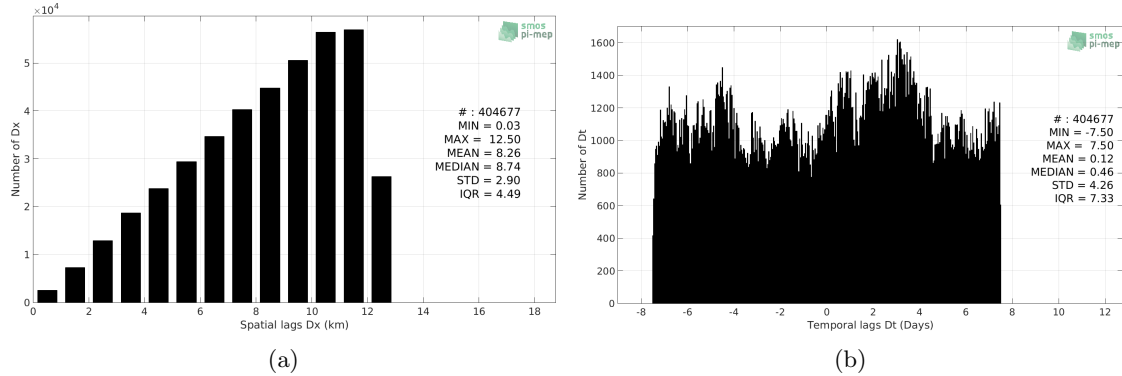 ×10⁴
smos
pi-mep
5
4
3
2
1
0
Number of Dx
# : 404677
MIN = 0.03
MAX = 12.50
MEAN = 8.26
MEDIAN = 8.74
STD = 2.90
IQR = 4.49
0 2 4 6 8 10 12 14 16 18
Spatial lags Dx (km)
(a)
smos
pi-mep
1600
1400
1200
1000
800
600
400
200
0
Number of Dt
# : 404677
MIN = -7.50
MAX = 7.50
MEAN = 0.12
MEDIAN = 0.46
STD = 4.26
IQR = 7.33
-8 -6 -4 -2 0 2 4 6 8 10 12
Temporal lags Dt (Days)
(b)